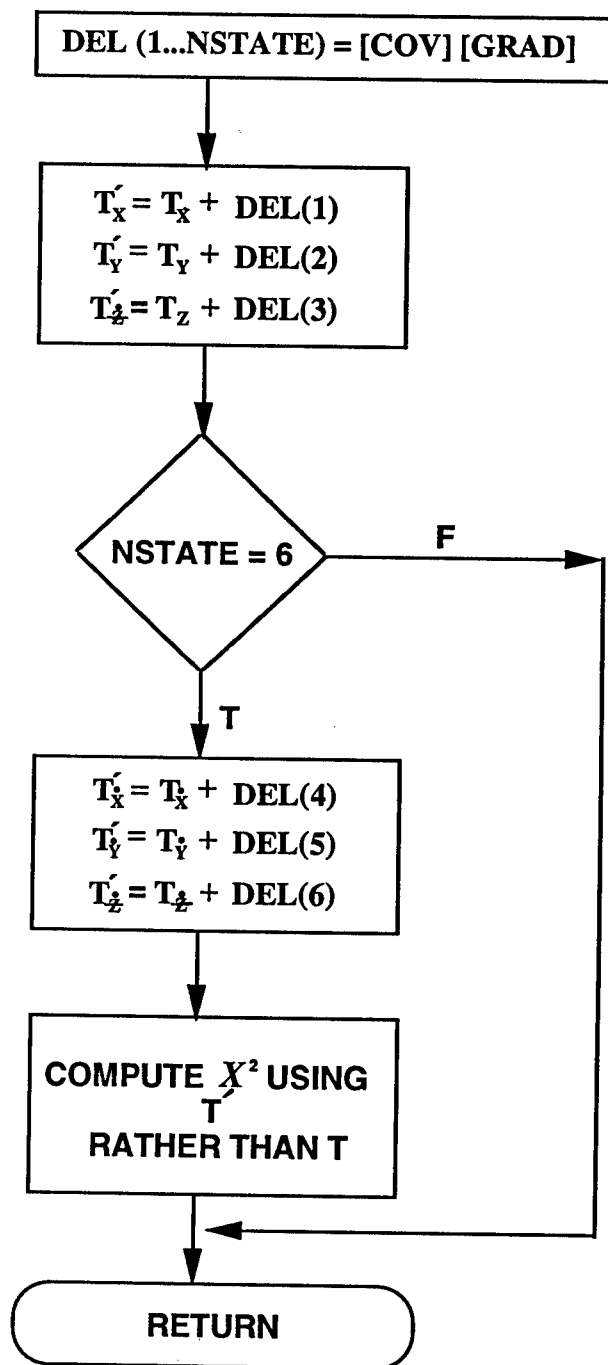 DEL (1...NSTATE) = [COV] [GRAD]
T′X = TX + DEL(1)
T′Y = TY + DEL(2)
T′Ż = TZ + DEL(3)
NSTATE = 6
F
T
T′Ẋ = TẊ + DEL(4)
T′Ẏ = TẎ + DEL(5)
T′Ż = TŻ + DEL(6)
COMPUTE X² USING
T′
RATHER THAN T
RETURN